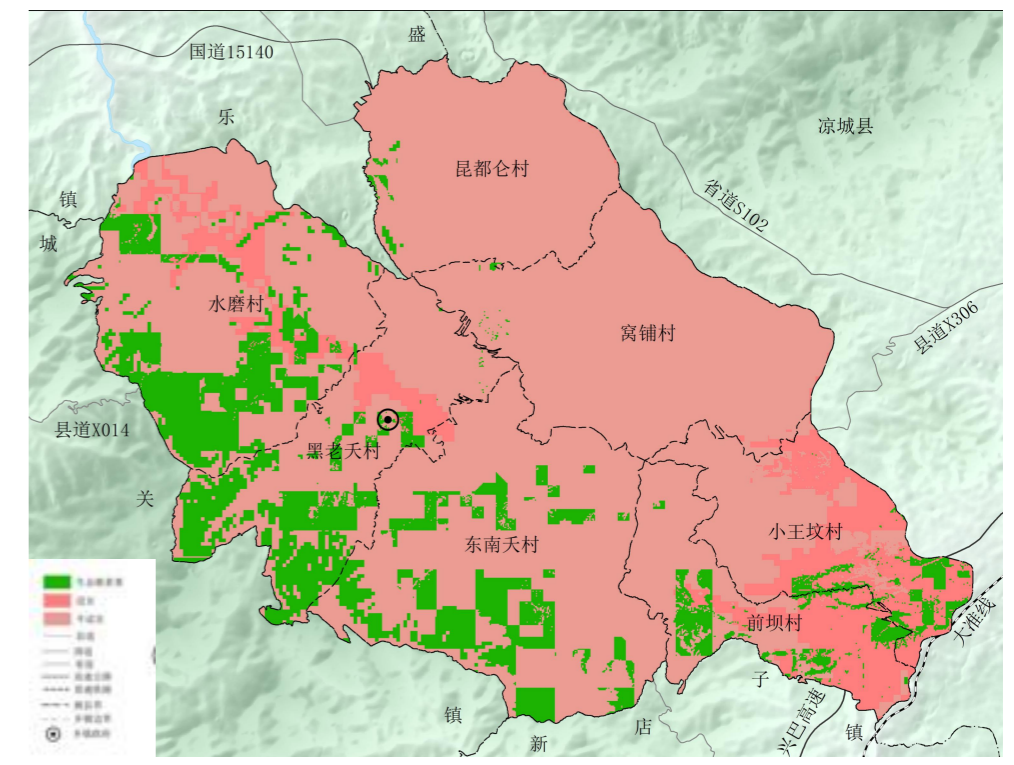 盛
国道15140
乐
凉城县
昆都仑村
镇
省道S102
城
水磨村
窝铺村
县道X306
县道X014
黑老夭村
关
小王坟村
东南夭村
前坝村
大准线
子
镇
兴巴高速
店
镇
新